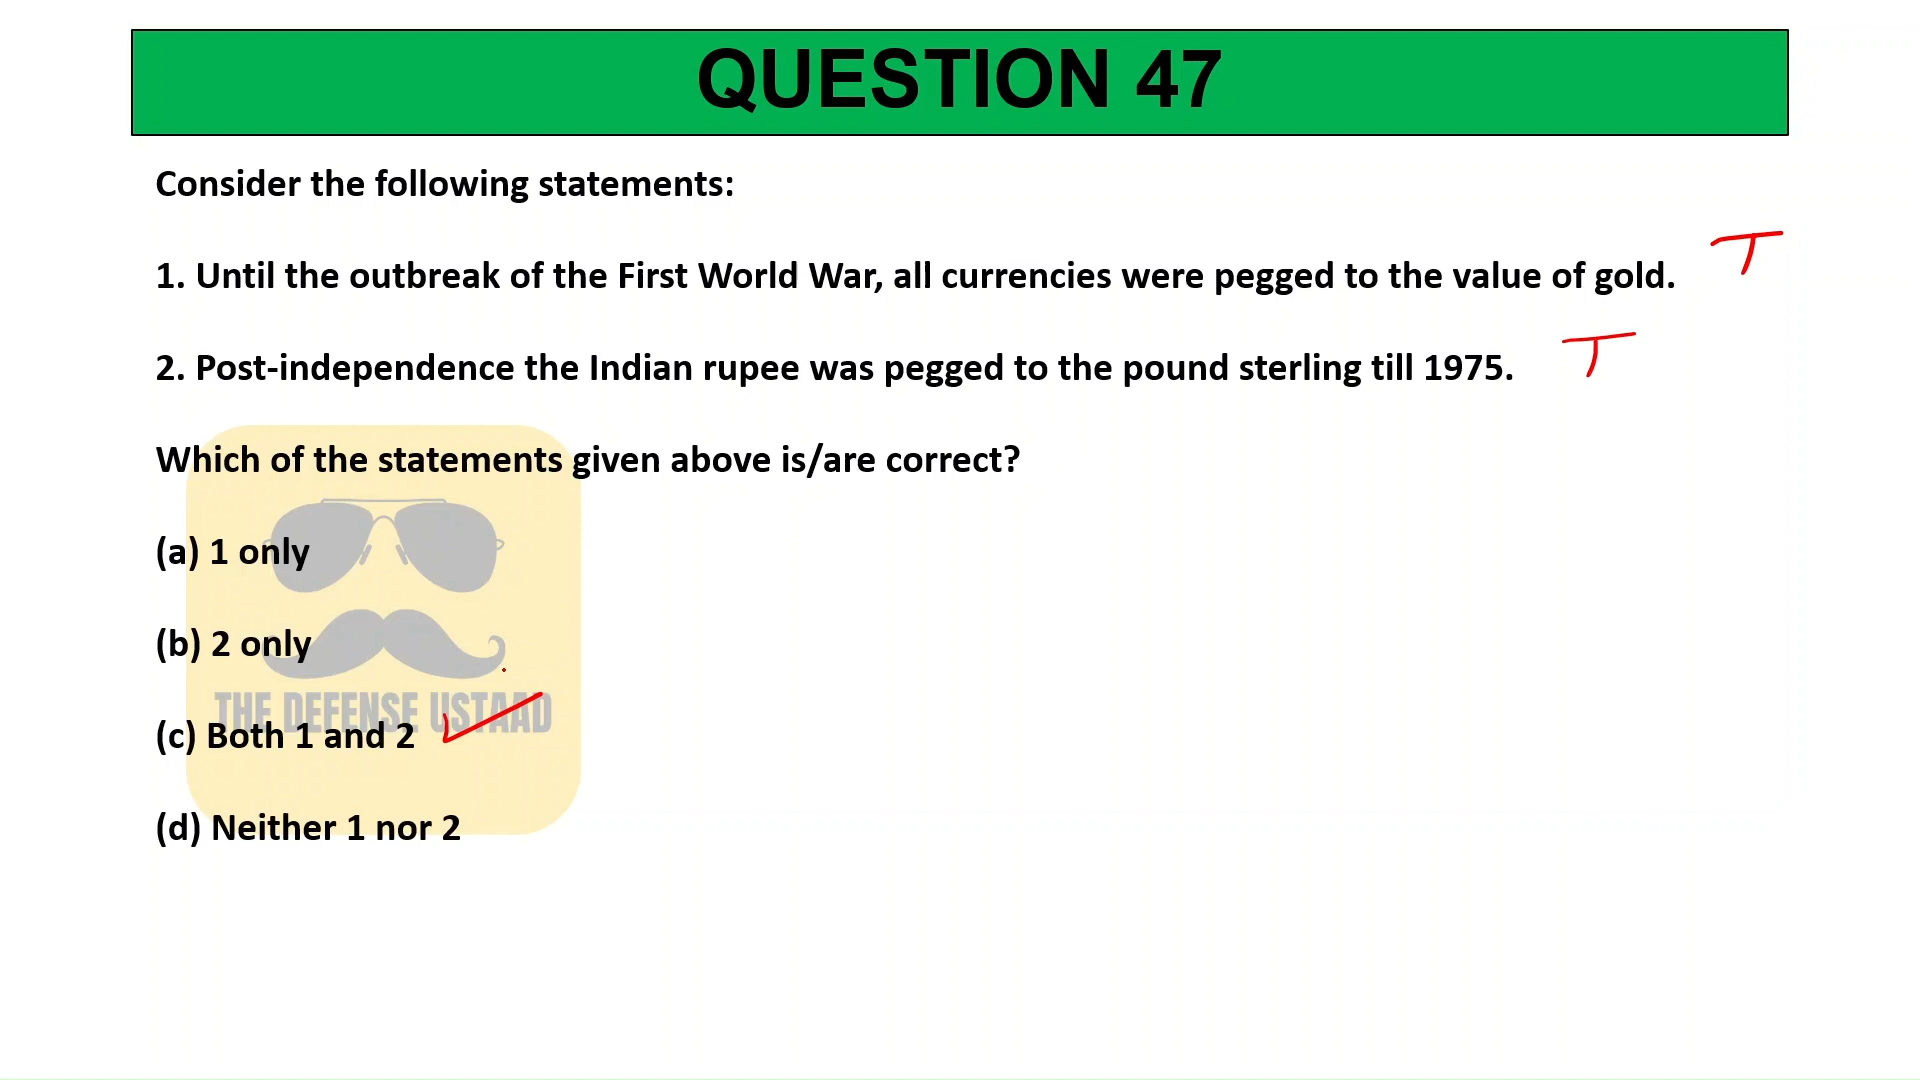 QUESTION 47
Consider the following statements:
1. Until the outbreak of the First World War, all currencies were pegged to the value of gold.
T
2. Post-independence the Indian rupee was pegged to the pound sterling till 1975.
T
Which of the statements given above is/are correct?
(a) 1 only
(b) 2 only
THE DEFENSE USTAAD
(c) Both 1 and 2
(d) Neither 1 nor 2